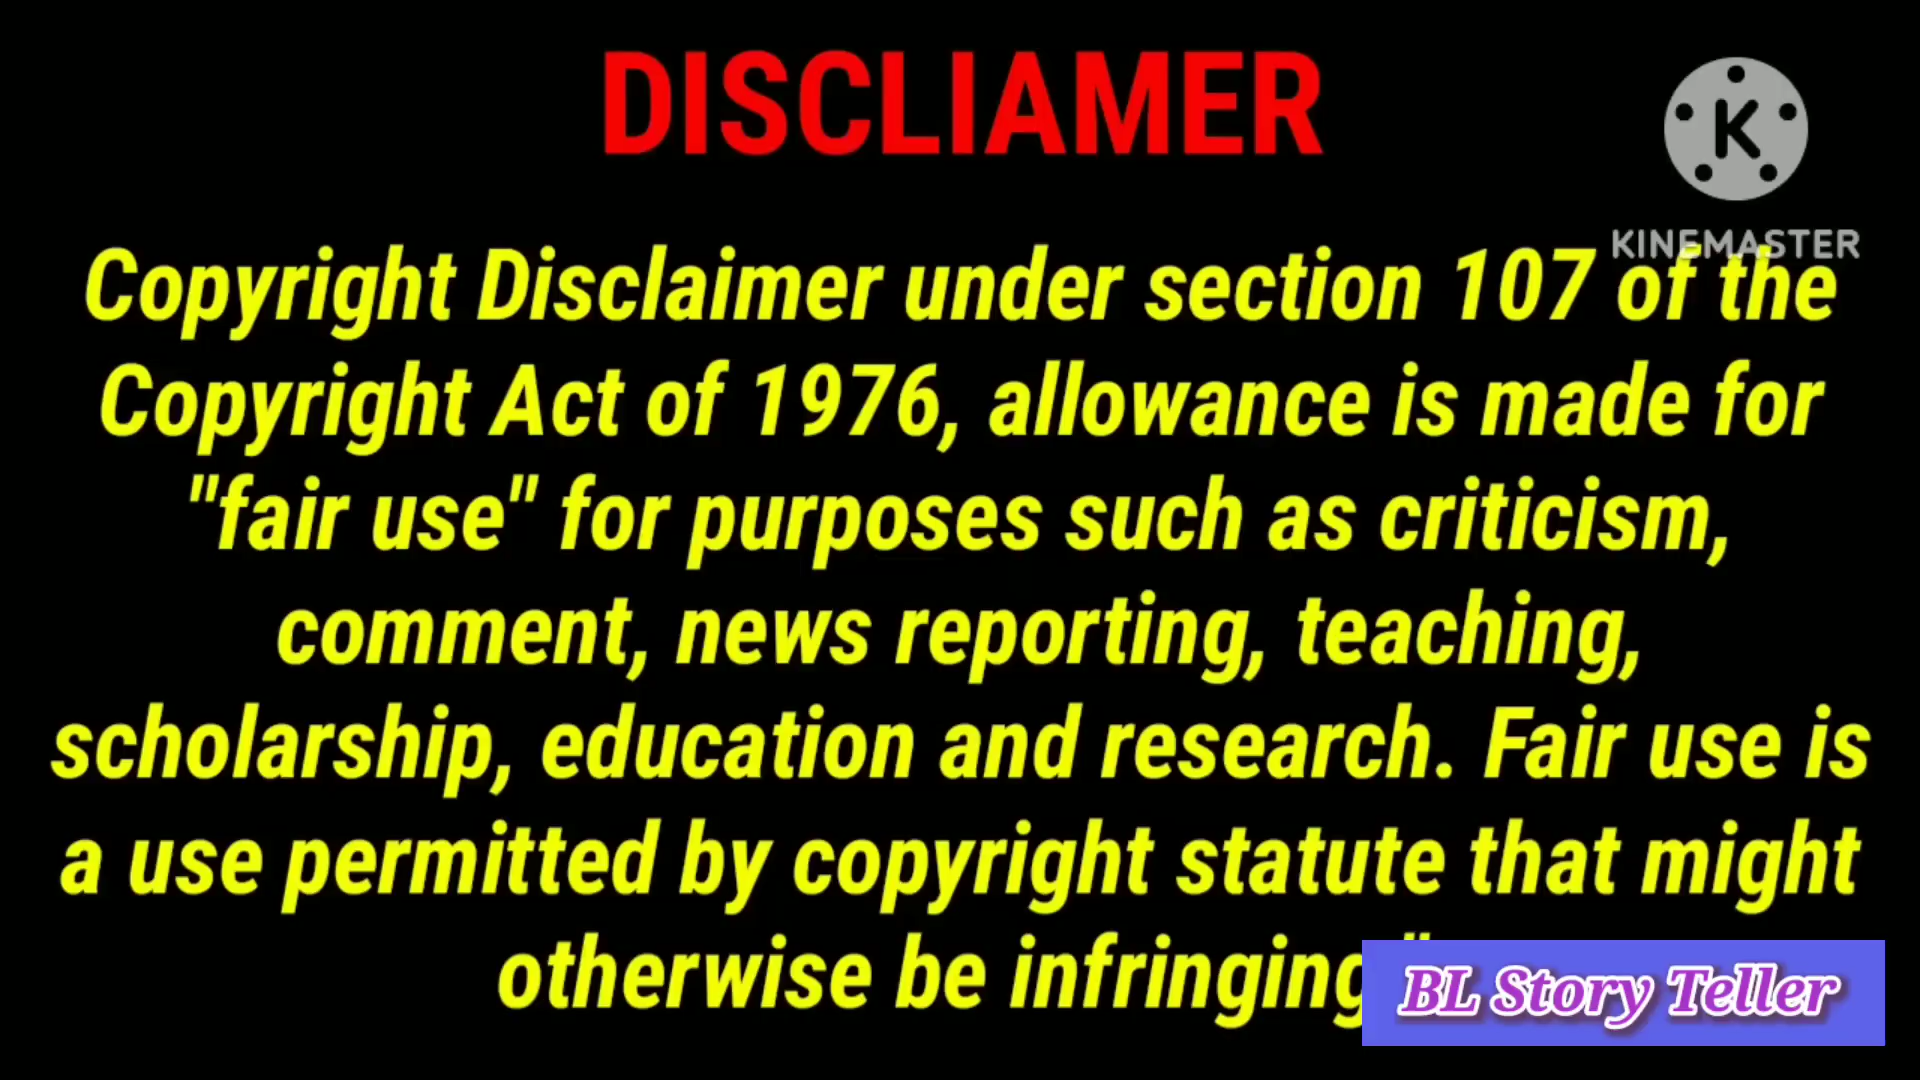 DISCLIAMER
K
KINEMASTER
Copyright Disclaimer under section 107 of the
Copyright Act of 1976, allowance is made for
"fair use" for purposes such as criticism,
comment, news reporting, teaching,
scholarship, education and research. Fair use is
a use permitted by copyright statute that might
otherwise be infringing."
BL Story Teller